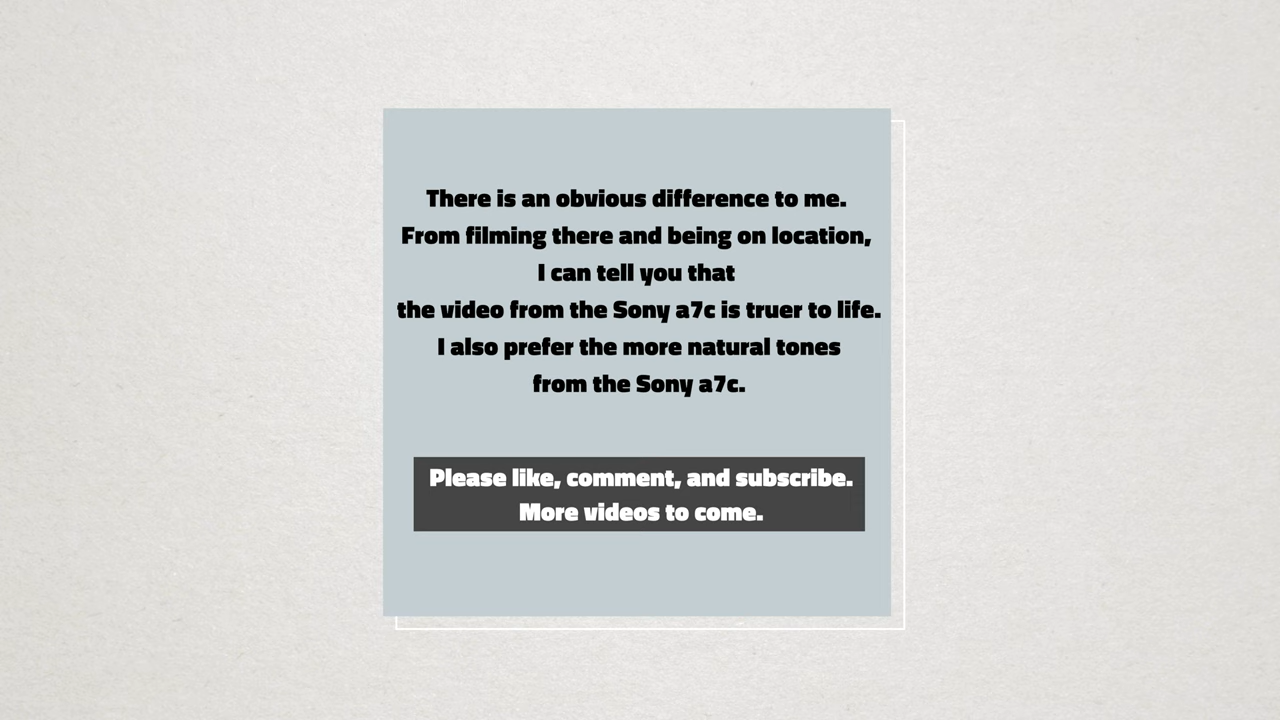 There is an obvious difference to me.
From filming there and being on location,
I can tell you that
the video from the Sony a7c is truer to life.
I also prefer the more natural tones
from the Sony a7c.
Please like, comment, and subscribe.
More videos to come.